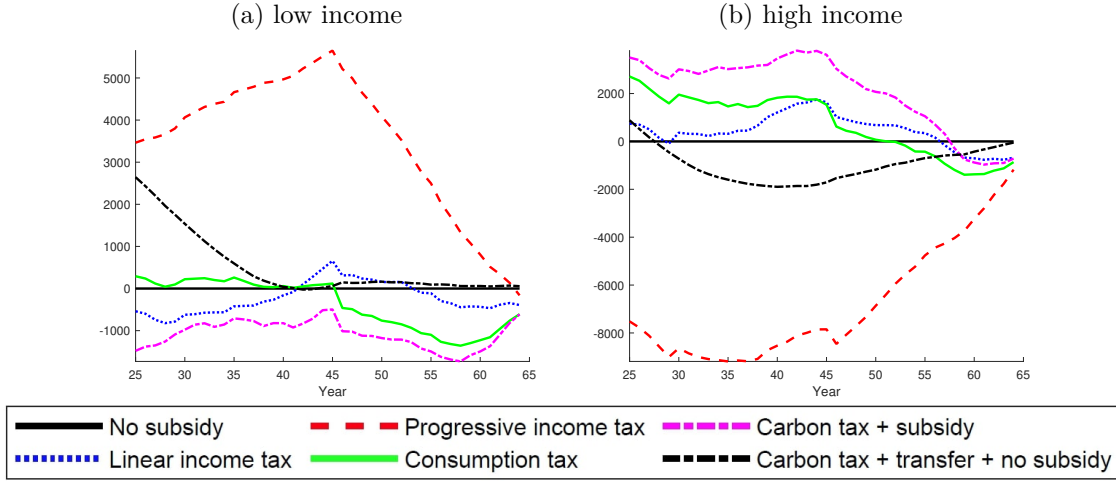 (a) low income
(b) high income
5000
4000
3000
2000
1000
0
-1000
25 30 35 40 45 50 55 60 65
Year
2000
0
-2000
-4000
-6000
-8000
25 30 35 40 45 50 55 60 65
Year
No subsidy Progressive income tax Carbon tax + subsidy
Linear income tax Consumption tax Carbon tax + transfer + no subsidy